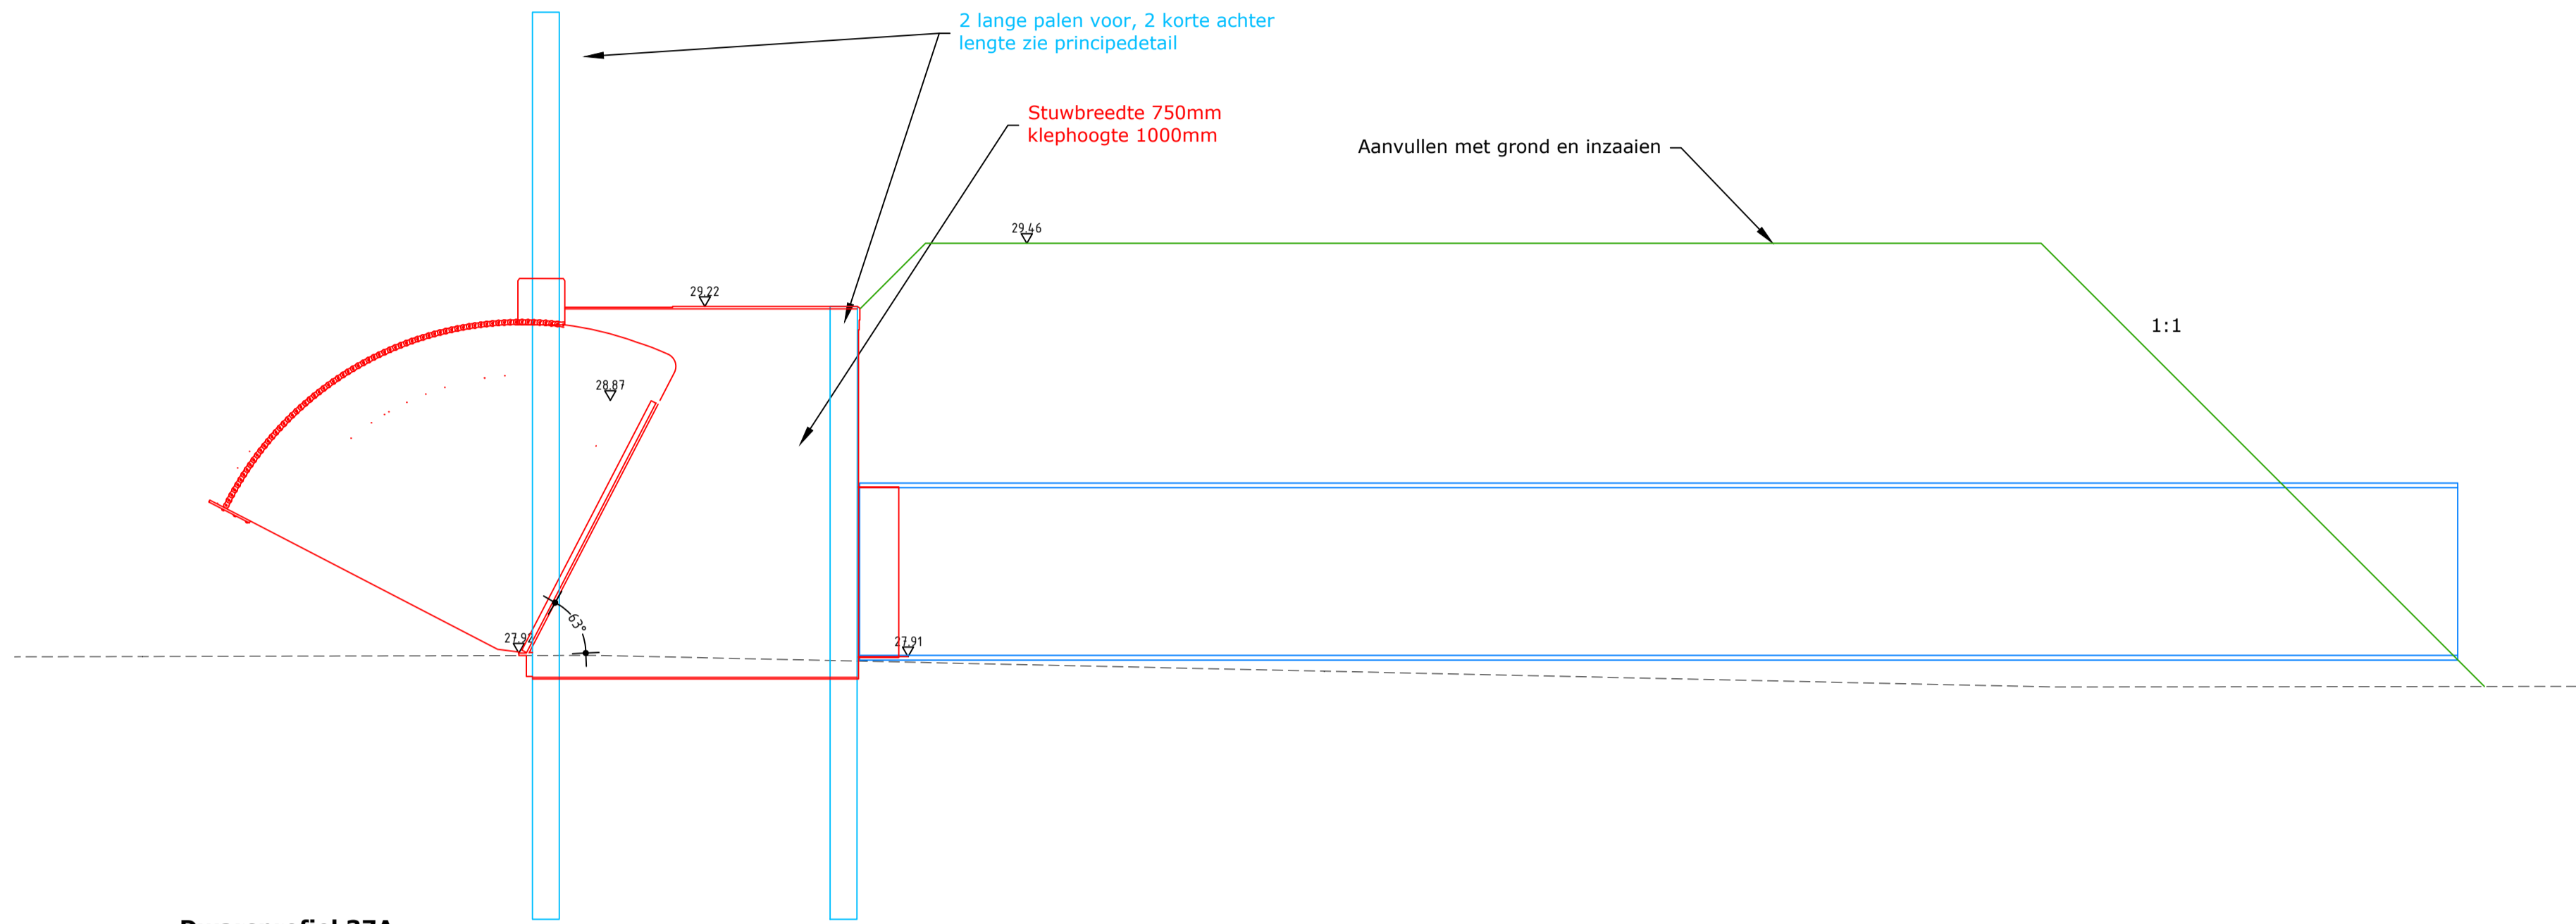 2 lange palen voor, 2 korte achter
lengte zie principedetail
Stuwbreedte 750mm
klephoogte 1000mm
Aanvullen met grond en inzaaien
29.46
29.22
1:1
28.87
63°
27.91